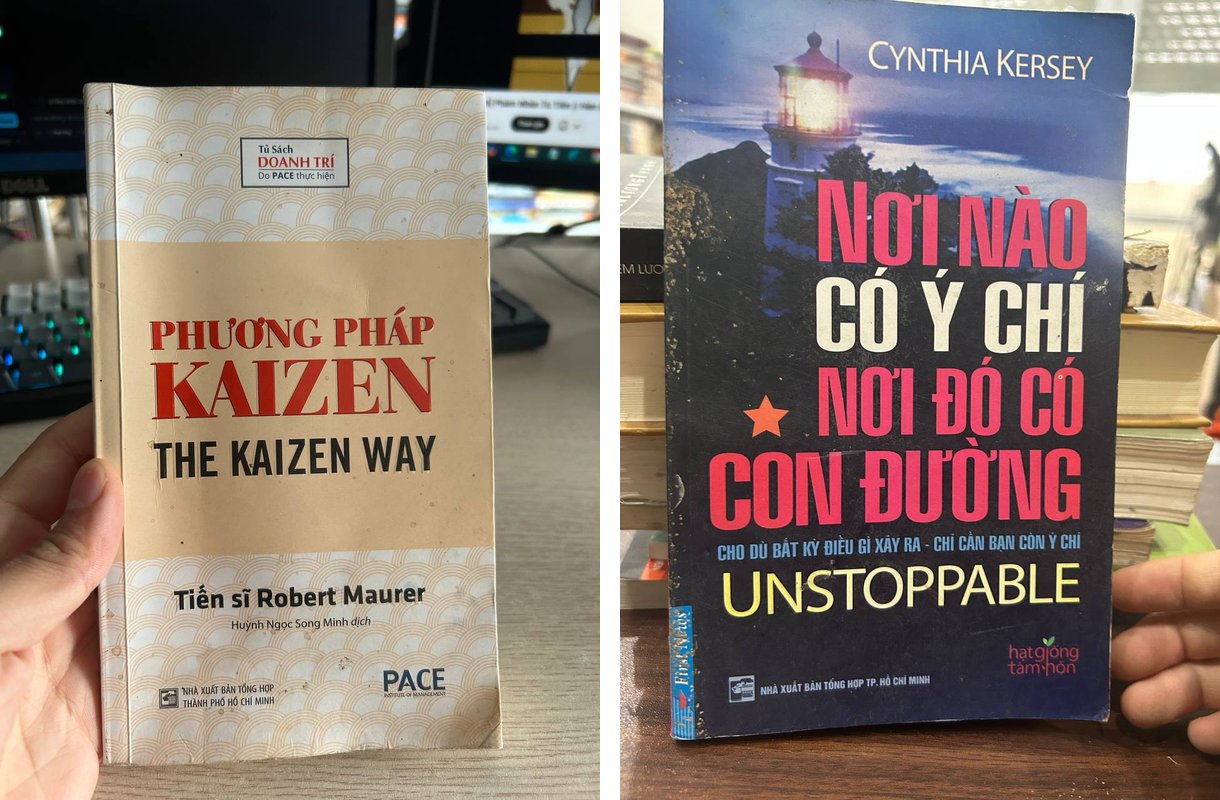 DELL
Tủ Sách
DOANH TRÍ
Do PACE thực hiện
PHƯƠNG PHÁP
KAIZEN
THE KAIZEN WAY
Tiến sĩ Robert Maurer
Huỳnh Ngọc Song Minh dịch
NHÀ XUẤT BẢN TỔNG HỢP
THÀNH PHỐ HỒ CHÍ MINH
PACE
INSTITUTE OF MANAGEMENT
CYNTHIA KERSEY
NƠI NÀO
CÓ Ý CHÍ
NƠI ĐÓ CÓ
CON ĐƯỜNG
CHO DÙ BẤT KỲ ĐIỀU GÌ XẢY RA - CHỈ CẦN BẠN CÒN Ý CHÍ
UNSTOPPABLE
hạt giống
tâm hồn
First News
NHÀ XUẤT BẢN TỔNG HỢP TP. HỒ CHÍ MINH